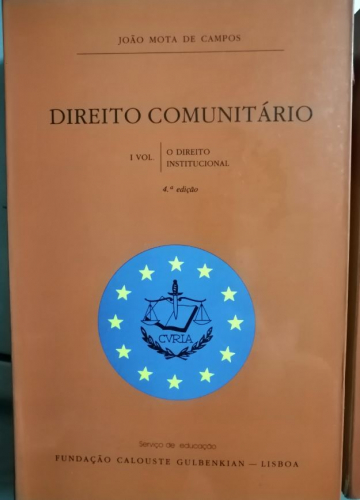 JOÃO MOTA DE CAMPOS
DIREITO COMUNITÁRIO
I VOL
O DIREITO
INSTITUCIONAL
4.ª edição
CVRIA
Serviço de educação
FUNDAÇÃO CALOUSTE GULBENKIAN — LISBOA